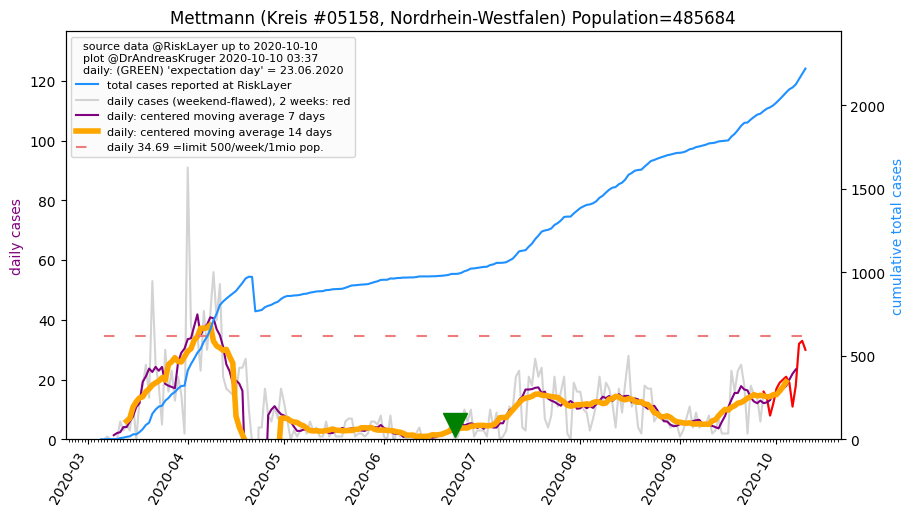 Mettmann (Kreis #05158, Nordrhein-Westfalen) Population=485684
source data @RiskLayer up to 2020-10-10
plot @DrAndreasKruger 2020-10-10 03:37
daily: (GREEN) 'expectation day' = 23.06.2020
total cases reported at RiskLayer
daily cases (weekend-flawed), 2 weeks: red
daily: centered moving average 7 days
daily: centered moving average 14 days
daily 34.69 =limit 500/week/1mio pop.
daily cases
120
100
80
60
40
20
0
cumulative total cases
2000
1500
1000
500
0
2020-03
2020-04
2020-05
2020-06
2020-07
2020-08
2020-09
2020-10